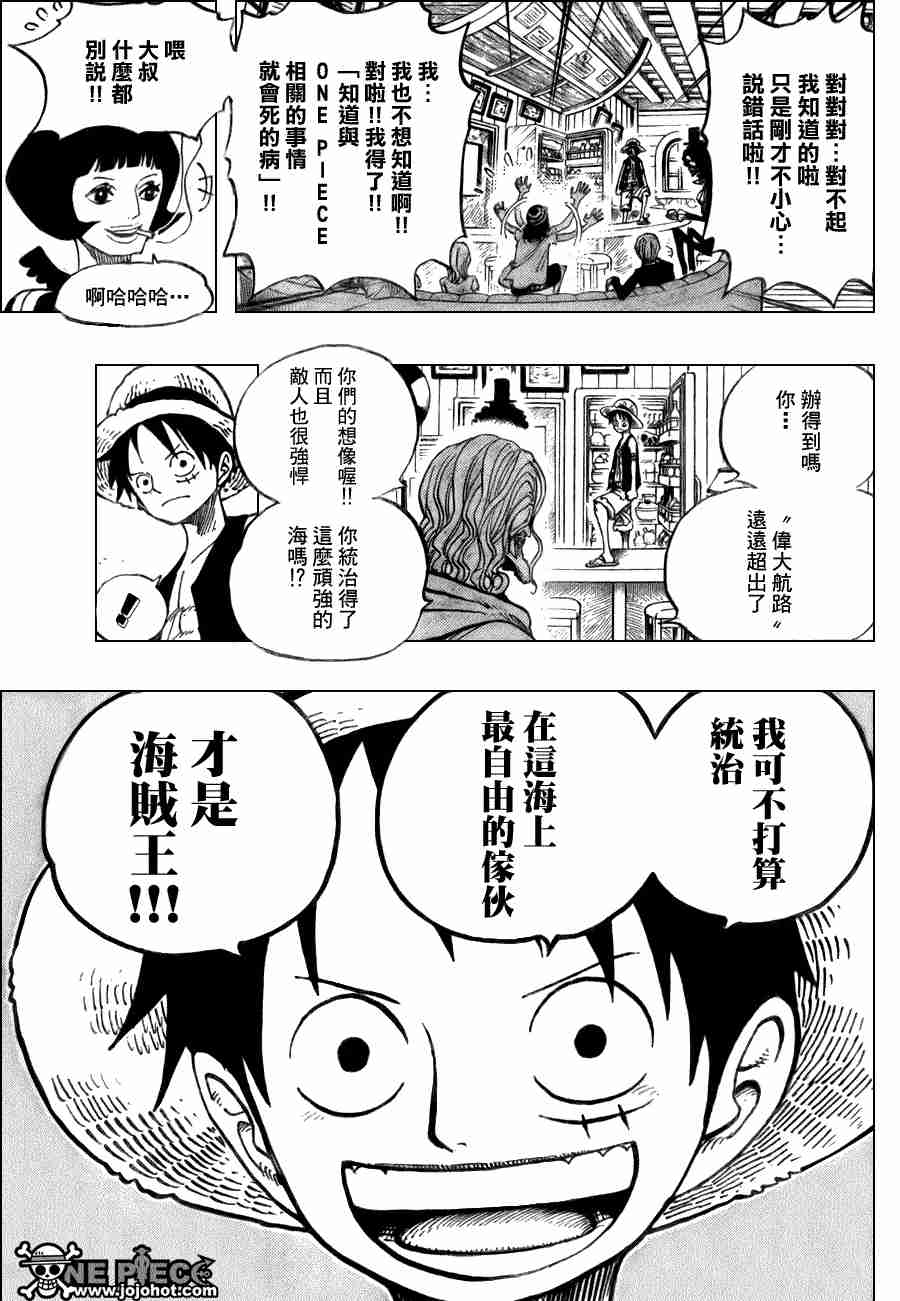 對對對…對不起
我知道的啦
只是剛才不小心…
說錯話啦!!
我…
我也不想知道啊!!
對啦!!我得了
「知道與
ONE PIECE
相關的事情
就會死的病」!!
喂
大叔
什麼都
別說!!
啊哈哈哈…
辦得到嗎
你…
〝偉大航路〞
遠遠超出了
你們的想像喔!!
而且
敵人也很強悍
你統治得了
這麼頑強的
海嗎!?
!!
我可不打算
統治
在這海上
最自由的傢伙
才是
海賊王!!!
ONE PIECE
www.jojohot.com